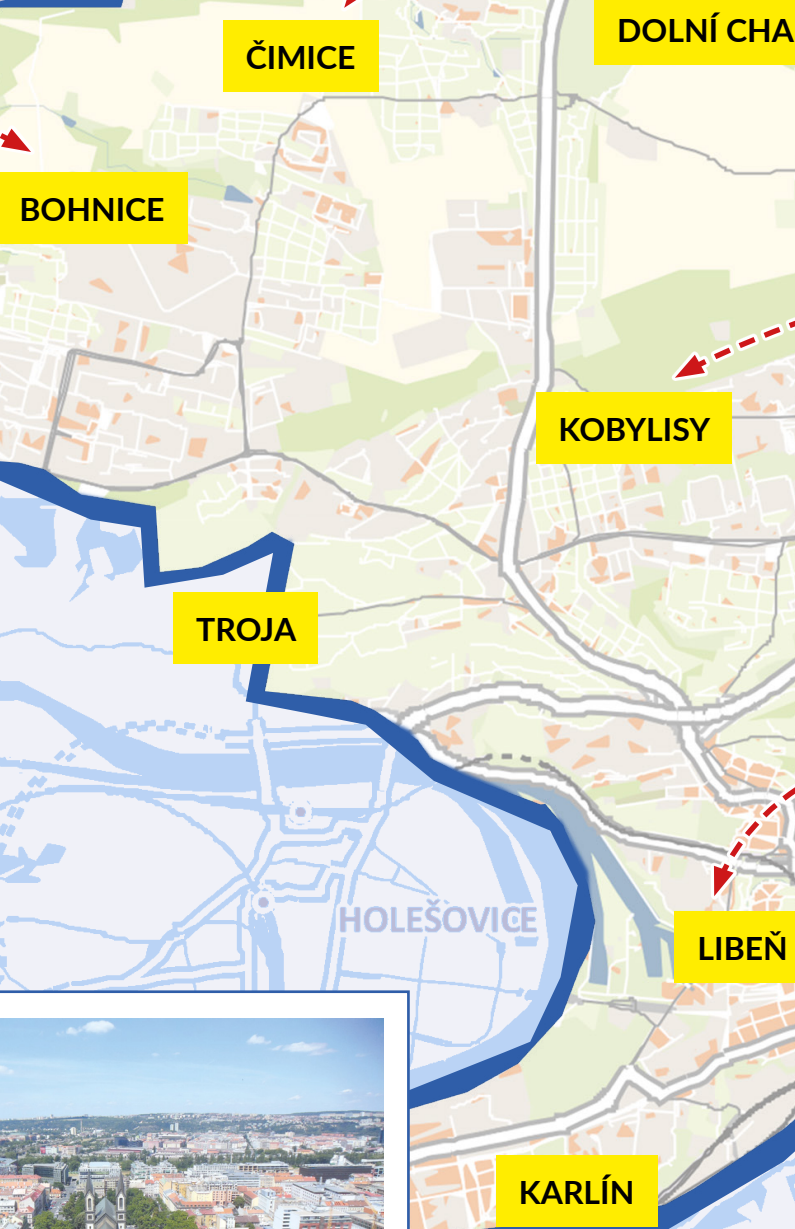 DOLNÍ CHA
ČIMICE
BOHNICE
KOBYLISY
TROJA
HOLEŠOVICE
LIBEŇ
KARLÍN